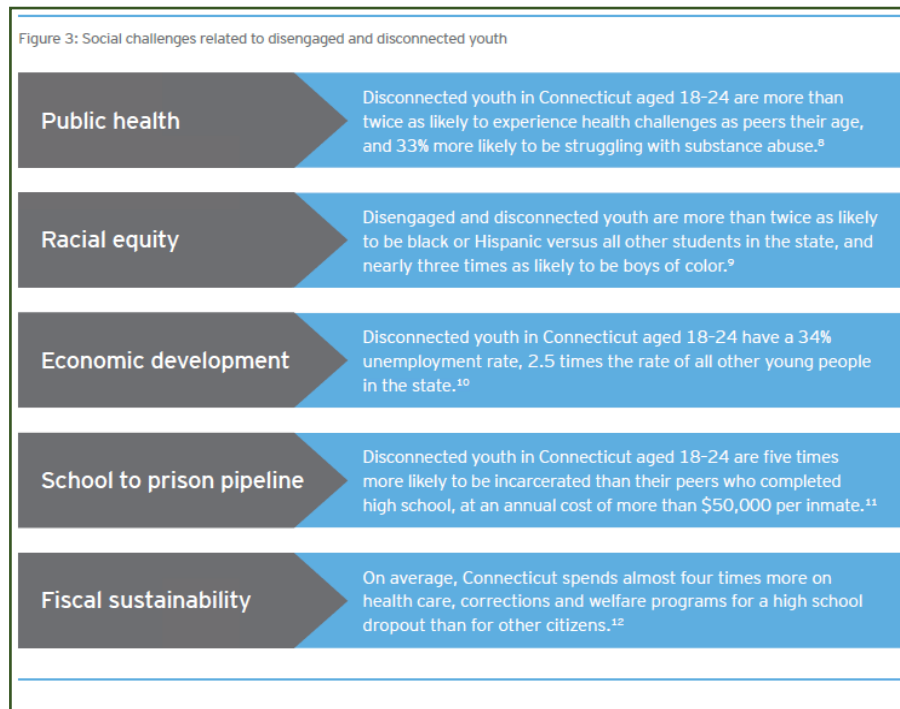 Figure 3: Social challenges related to disengaged and disconnected youth
Public health
Disconnected youth in Connecticut aged 18-24 are more than
twice as likely to experience health challenges as peers their age,
and 33% more likely to be struggling with substance abuse.⁸
Racial equity
Disengaged and disconnected youth are more than twice as likely
to be black or Hispanic versus all other students in the state, and
nearly three times as likely to be boys of color.⁹
Economic development
Disconnected youth in Connecticut aged 18-24 have a 34%
unemployment rate, 2.5 times the rate of all other young people
in the state.¹⁰
School to prison pipeline
Disconnected youth in Connecticut aged 18-24 are five times
more likely to be incarcerated than their peers who completed
high school, at an annual cost of more than $50,000 per inmate.¹¹
Fiscal sustainability
On average, Connecticut spends almost four times more on
health care, corrections and welfare programs for a high school
dropout than for other citizens.¹²